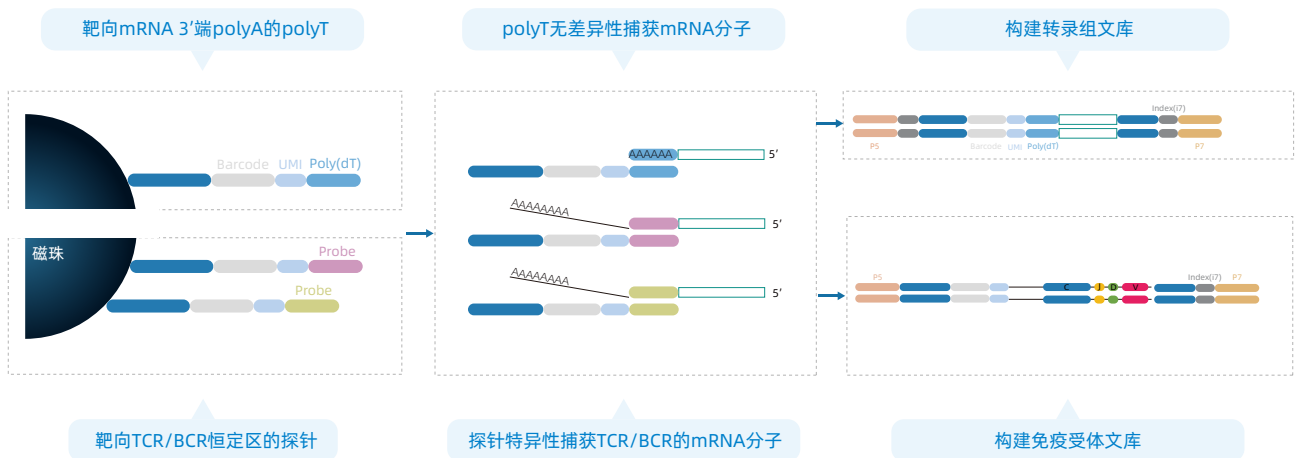 靶向mRNA 3’端polyA的polyT
polyT无差异性捕获mRNA分子
构建转录组文库
Barcode UMI Poly(dT)
磁珠
Probe
Probe
AAAAAA 5’
AAAAAAAA
5’
AAAAAAAA
5’
Index(i7)
P5 Barcode UMI Poly(dT) P7
P5 Index(i7) P7
C J D V
靶向TCR/BCR恒定区的探针
探针特异性捕获TCR/BCR的mRNA分子
构建免疫受体文库